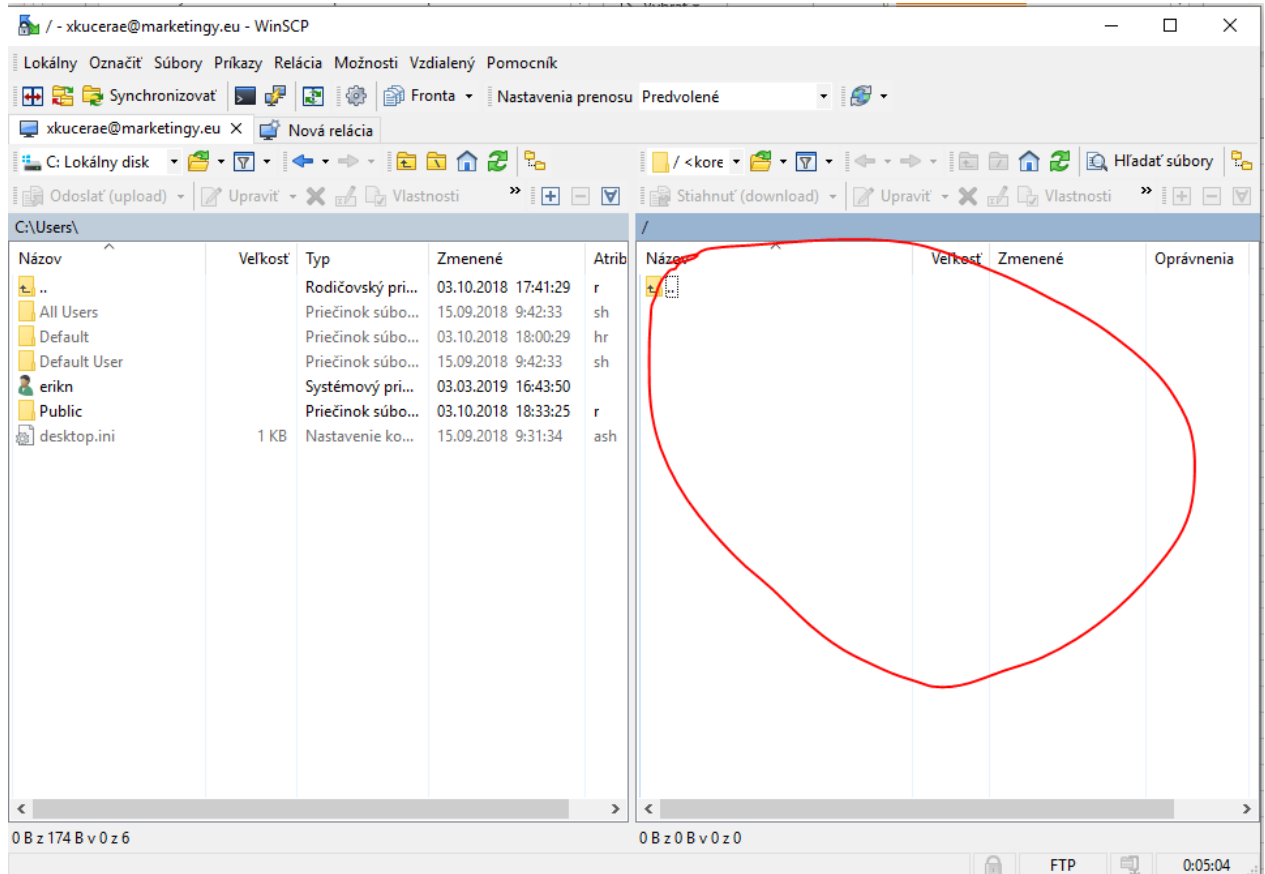 / - xkucerae@marketingy.eu - WinSCP
Lokálny Označiť Súbory Príkazy Relácia Možnosti Vzdialený Pomocník
Synchronizovať Fronta Nastavenia prenosu Predvolené
xkucerae@marketingy.eu Nová relácia
C: Lokálny disk / <kore Hľadať súbory
Odoslať (upload) Upraviť Vlastnosti » Stiahnuť (download) Upraviť Vlastnosti »
C:\Users\ /
Názov Veľkosť Typ Zmenené Atrib Názov Veľkosť Zmenené Oprávnenia
.. Rodičovský pri... 03.10.2018 17:41:29 r ..
All Users Priečinok súbo... 15.09.2018 9:42:33 sh
Default Priečinok súbo... 03.10.2018 18:00:29 hr
Default User Priečinok súbo... 15.09.2018 9:42:33 sh
erikn Systémový pri... 03.03.2019 16:43:50
Public Priečinok súbo... 03.10.2018 18:33:25 r
desktop.ini 1 KB Nastavenie ko... 15.09.2018 9:31:34 ash
0 B z 174 B v 0 z 6 0 B z 0 B v 0 z 0
FTP 0:05:04